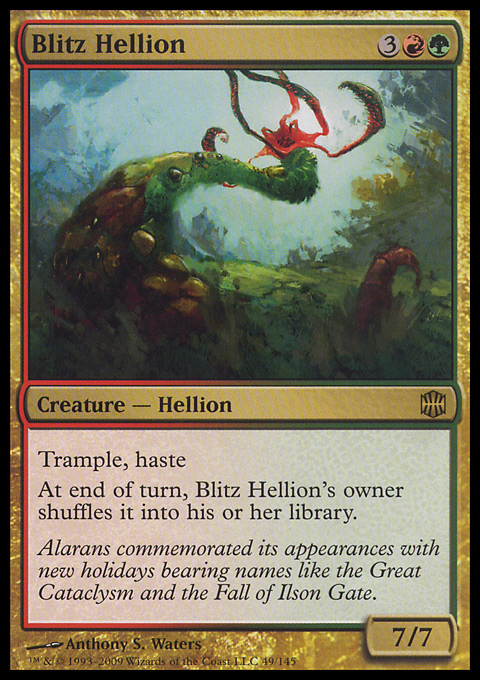 Blitz Hellion
3
Creature — Hellion
Trample, haste
At end of turn, Blitz Hellion's owner
shuffles it into his or her library.
Alarans commemorated its appearances with
new holidays bearing names like the Great
Cataclysm and the Fall of Ilson Gate.
Anthony S. Waters
7/7
™ & © 1993–2009 Wizards of the Coast LLC 49/145